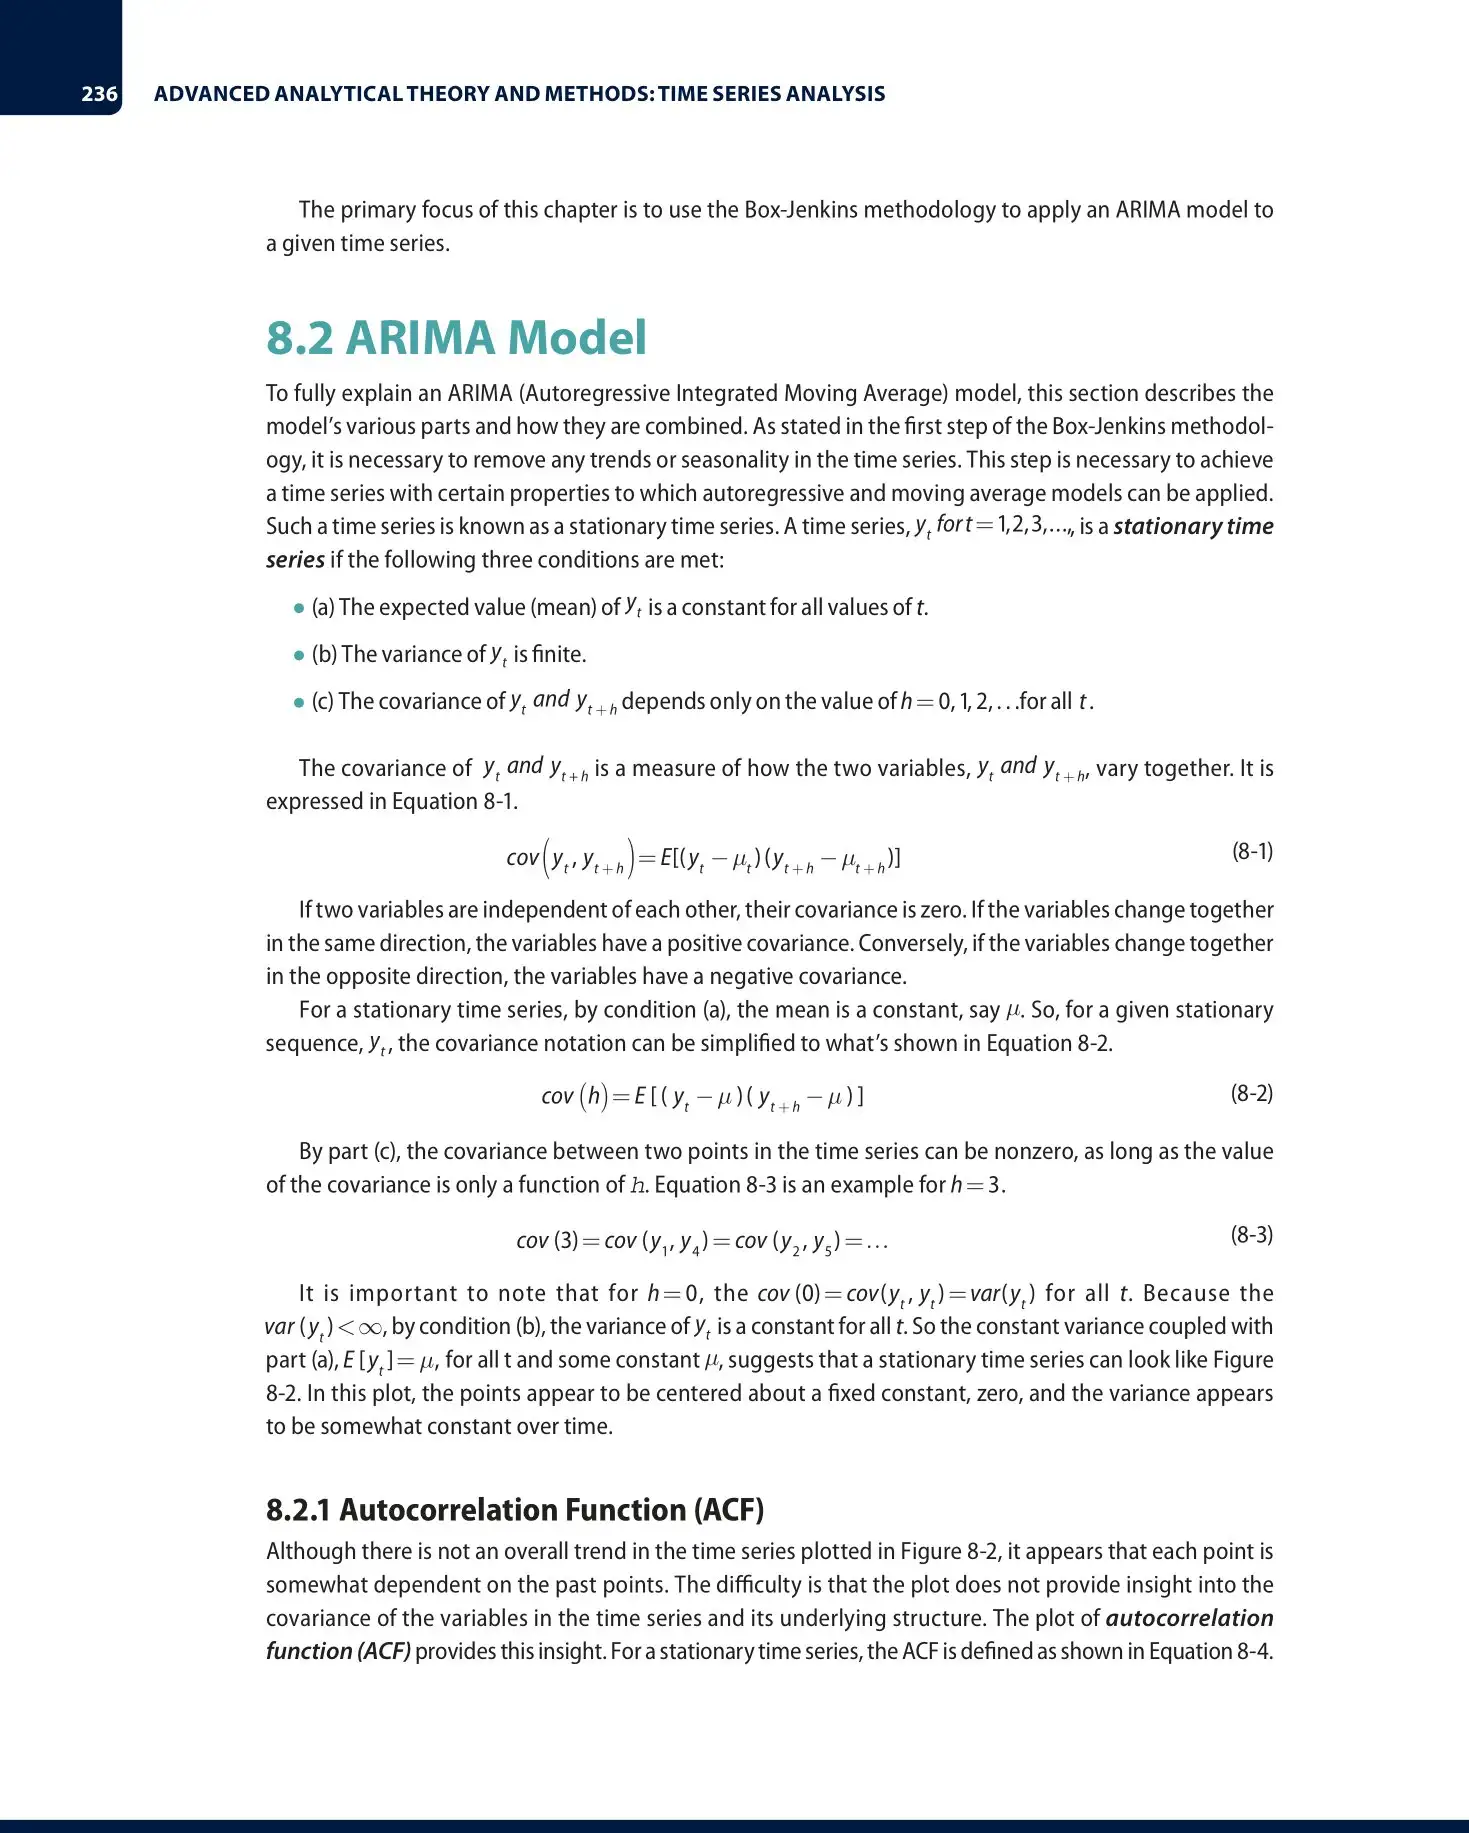 236 ADVANCED ANALYTICAL THEORY AND METHODS: TIME SERIES ANALYSIS
The primary focus of this chapter is to use the Box-Jenkins methodology to apply an ARIMA model to
a given time series.
8.2 ARIMA Model
To fully explain an ARIMA (Autoregressive Integrated Moving Average) model, this section describes the
model’s various parts and how they are combined. As stated in the first step of the Box-Jenkins methodol-
ogy, it is necessary to remove any trends or seasonality in the time series. This step is necessary to achieve
a time series with certain properties to which autoregressive and moving average models can be applied.
Such a time series is known as a stationary time series. A time series, y_t for t = 1,2,3,…,, is a stationary time
series if the following three conditions are met:
● (a) The expected value (mean) of y_t is a constant for all values of t.
● (b) The variance of y_t is finite.
● (c) The covariance of y_t and y_{t+h} depends only on the value of h = 0, 1, 2, . . .for all t.
The covariance of y_t and y_{t+h} is a measure of how the two variables, y_t and y_{t+h}, vary together. It is
expressed in Equation 8-1.
cov(y_t, y_{t+h}) = E[(y_t − μ_t)(y_{t+h} − μ_{t+h})] (8-1)
If two variables are independent of each other, their covariance is zero. If the variables change together
in the same direction, the variables have a positive covariance. Conversely, if the variables change together
in the opposite direction, the variables have a negative covariance.
For a stationary time series, by condition (a), the mean is a constant, say μ. So, for a given stationary
sequence, y_t, the covariance notation can be simplified to what’s shown in Equation 8-2.
cov (h) = E [( y_t − μ )( y_{t+h} − μ )] (8-2)
By part (c), the covariance between two points in the time series can be nonzero, as long as the value
of the covariance is only a function of h. Equation 8-3 is an example for h = 3.
cov (3) = cov (y_1, y_4) = cov (y_2, y_5) = … (8-3)
It is important to note that for h = 0, the cov (0) = cov(y_t, y_t) = var(y_t) for all t. Because the
var (y_t) < ∞, by condition (b), the variance of y_t is a constant for all t. So the constant variance coupled with
part (a), E [y_t] = μ, for all t and some constant μ, suggests that a stationary time series can look like Figure
8-2. In this plot, the points appear to be centered about a fixed constant, zero, and the variance appears
to be somewhat constant over time.
8.2.1 Autocorrelation Function (ACF)
Although there is not an overall trend in the time series plotted in Figure 8-2, it appears that each point is
somewhat dependent on the past points. The difficulty is that the plot does not provide insight into the
covariance of the variables in the time series and its underlying structure. The plot of autocorrelation
function (ACF) provides this insight. For a stationary time series, the ACF is defined as shown in Equation 8-4.